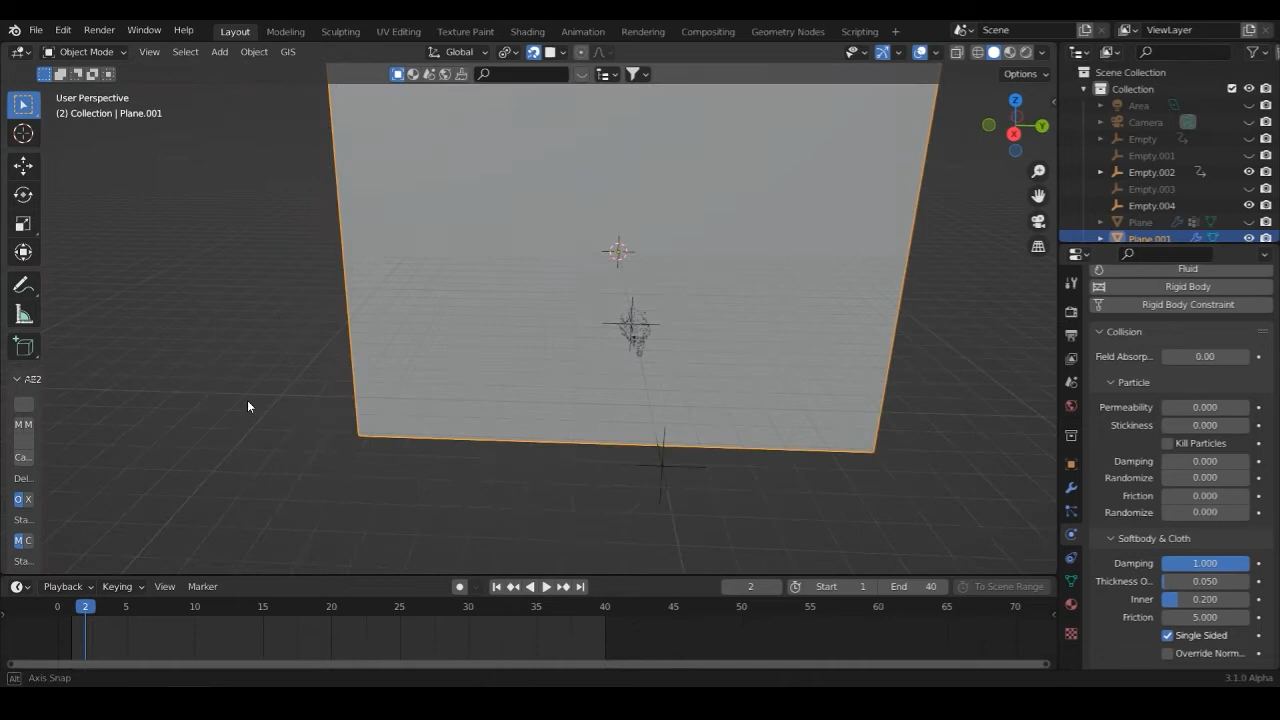 File Edit Render Window Help Layout Modeling Sculpting UV Editing Texture Paint Shading Animation Rendering Compositing Geometry Nodes Scripting + Scene ViewLayer
Object Mode View Select Add Object GIS Global
Options
User Perspective
(2) Collection | Plane.001
Z
Y
X
Scene Collection
Collection
Area
Camera
Empty
Empty.001
Empty.002
Empty.003
Empty.004
Plane
Plane.001
Fluid
Rigid Body
Rigid Body Constraint
Collision
Field Absorp... 0.00
Particle
Permeability 0.000
Stickiness 0.000
Kill Particles
Damping 0.000
Randomize 0.000
Friction 0.000
Randomize 0.000
Softbody & Cloth
Damping 1.000
Thickness O... 0.050
Inner 0.200
Friction 5.000
Single Sided
Override Norm...
AE2
M M
Ca...
Del...
O X
Sta...
M C
Sta...
Playback Keying View Marker 2 Start 1 End 40 To Scene Range
0 2 5 10 15 20 25 30 35 40 45 50 55 60 65 70
Alt Axis Snap 3.1.0 Alpha